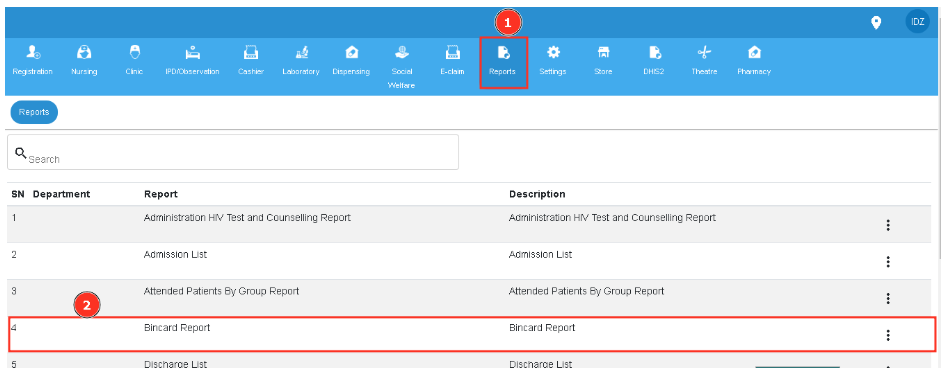 1
IDZ
Registration Nursing Clinic IPD/Observation Cashier Laboratory Dispensing Social Welfare E-claim Reports Settings Store DHIS2 Theatre Pharmacy
Reports
Search
SN Department Report Description
1 Administration HIV Test and Counselling Report Administration HIV Test and Counselling Report
2 Admission List Admission List
3 Attended Patients By Group Report Attended Patients By Group Report
2
4 Bincard Report Bincard Report
5 Discharge List Discharge List